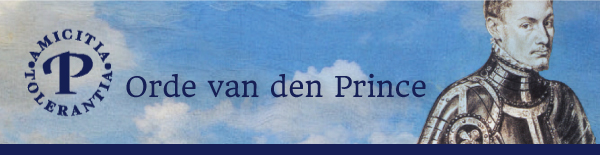 AMICITIA
P
TOLERANTIA
Orde van den Prince